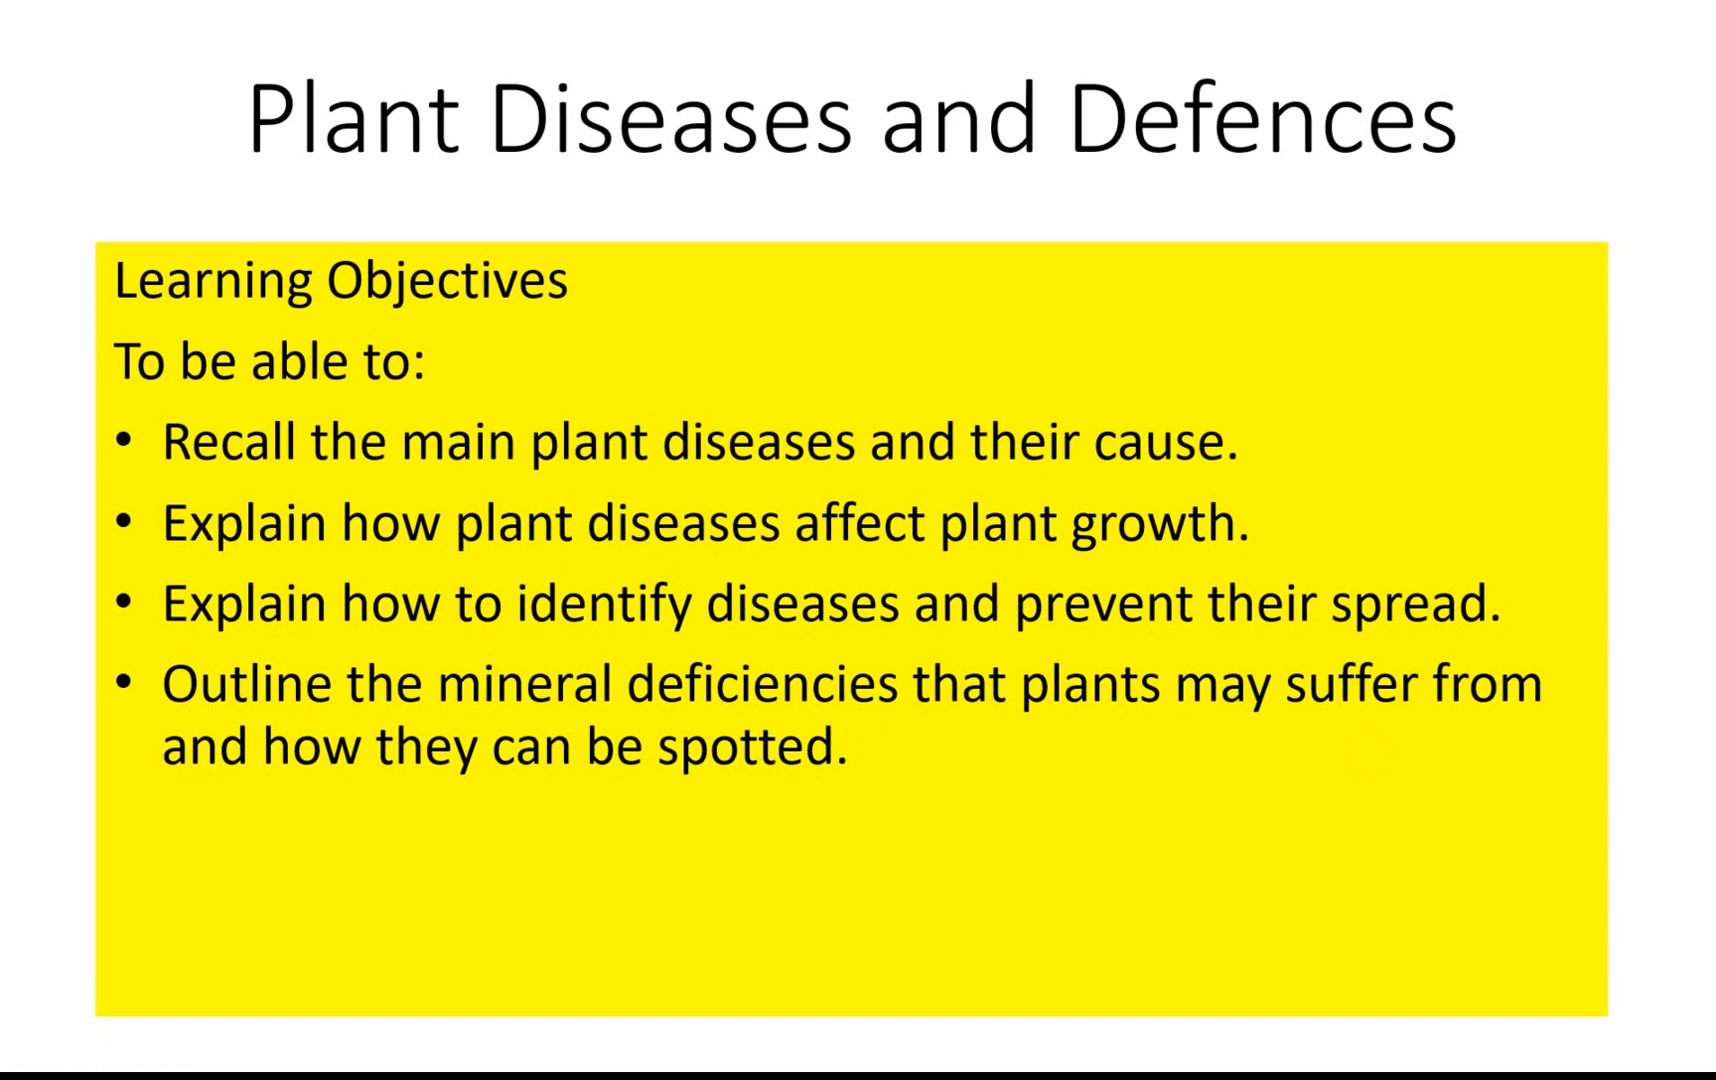 Plant Diseases and Defences
Learning Objectives
To be able to:
• Recall the main plant diseases and their cause.
• Explain how plant diseases affect plant growth.
• Explain how to identify diseases and prevent their spread.
• Outline the mineral deficiencies that plants may suffer from
and how they can be spotted.